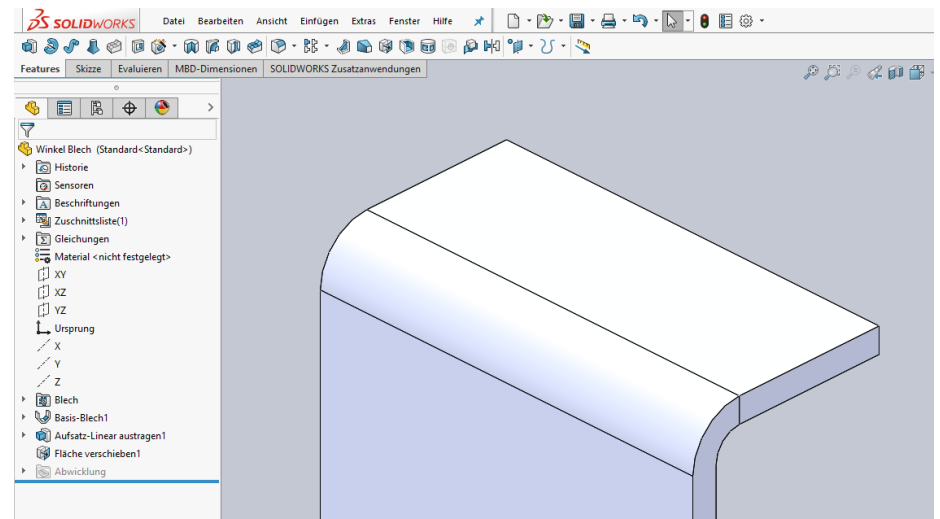 SOLIDWORKS Datei Bearbeiten Ansicht Einfügen Extras Fenster Hilfe
Features Skizze Evaluieren MBD-Dimensionen SOLIDWORKS Zusatzanwendungen
Winkel Blech (Standard<Standard>)
Historie
Sensoren
Beschriftungen
Zuschnittsliste(1)
Gleichungen
Material <nicht festgelegt>
XY
XZ
YZ
Ursprung
X
Y
Z
Blech
Basis-Blech1
Aufsatz-Linear austragen1
Fläche verschieben1
Abwicklung